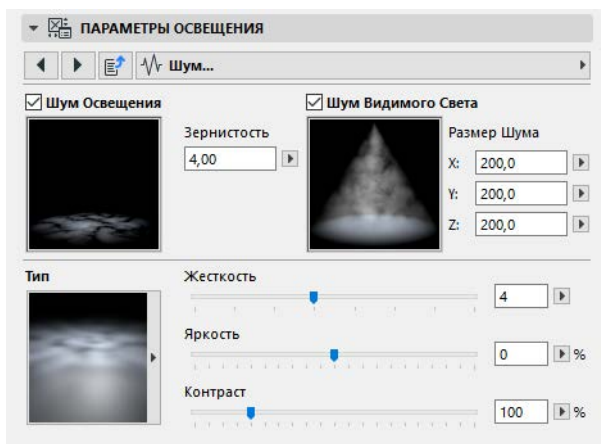 ПАРАМЕТРЫ ОСВЕЩЕНИЯ
Шум...
Шум Освещения
Шум Видимого Света
Зернистость
Размер Шума
4,00
X: 200,0
Y: 200,0
Z: 200,0
Тип
Жесткость
4
Яркость
0 %
Контраст
100 %